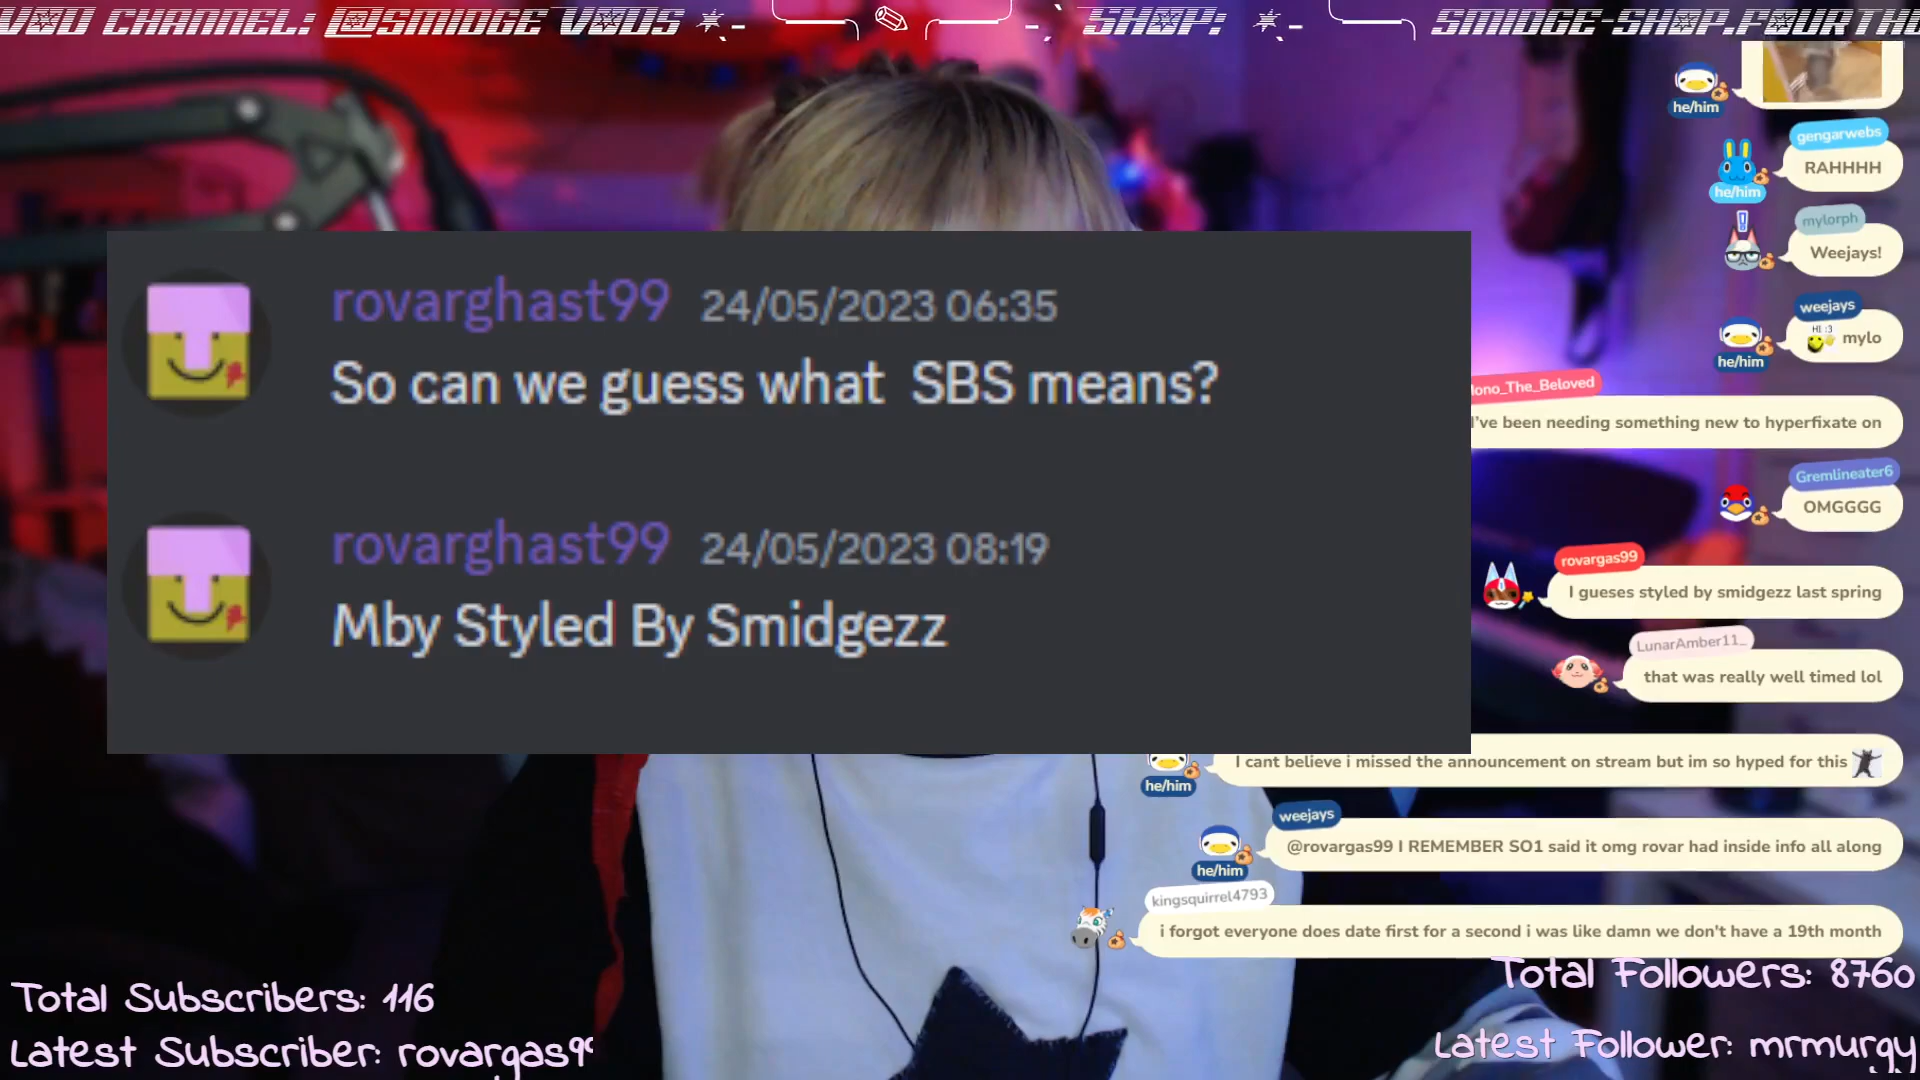 VOD CHANNEL: @SMIDGE VODS
SHOP:
SMIDGE-SHOP.FOURTH
he/him
gengarwebs
RAHHHH
he/him
mylorph
Weejays!
weejays
HI :3
mylo
he/him
ono_The_Beloved
I've been needing something new to hyperfixate on
Gremlineater6
OMGGGG
rovargas99
I gueses styled by smidgezz last spring
LunarAmber11_
that was really well timed lol
I cant believe i missed the announcement on stream but im so hyped for this
he/him
weejays
@rovargas99 I REMEMBER SO1 said it omg rovar had inside info all along
he/him
kingsquirrel4793
i forgot everyone does date first for a second i was like damn we don't have a 19th month
rovarghast99 24/05/2023 06:35
So can we guess what SBS means?
rovarghast99 24/05/2023 08:19
Mby Styled By Smidgezz
Total Subscribers: 116
Latest Subscriber: rovargas99
Total Followers: 8760
Latest Follower: mrmurgy